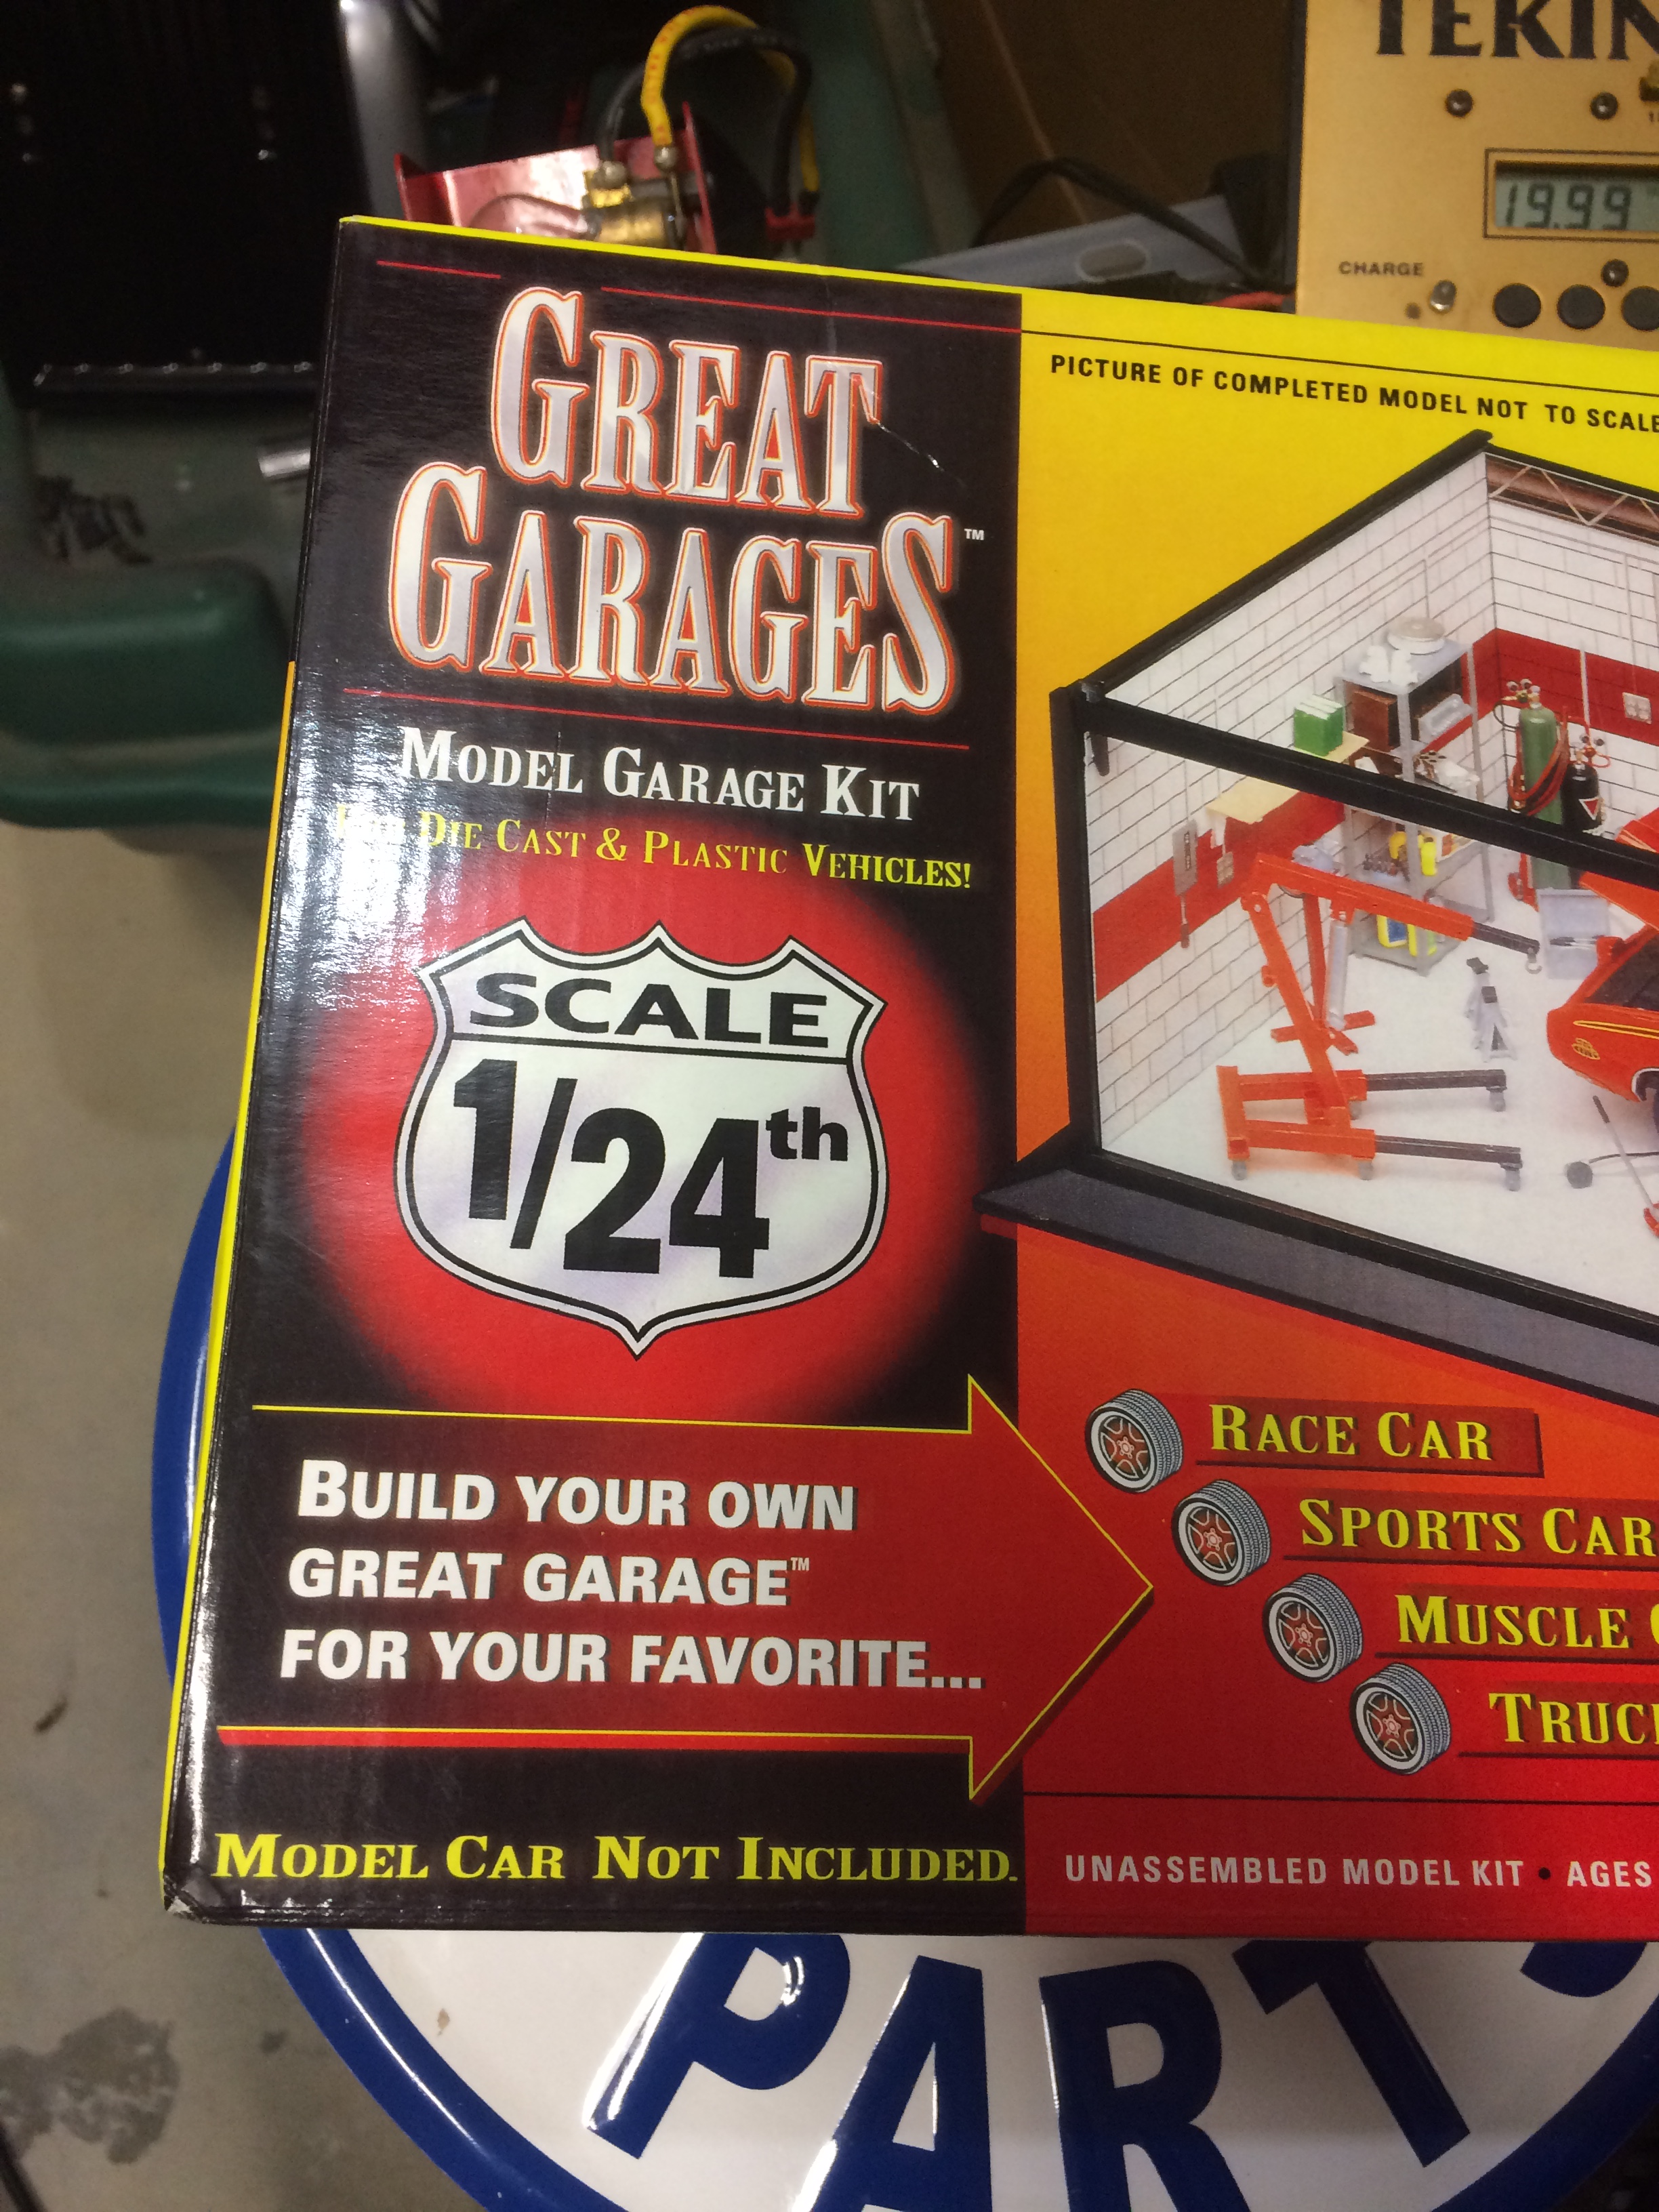 TEKIN
19.99
CHARGE
GREAT
GARAGES™
MODEL GARAGE KIT
DIE CAST & PLASTIC VEHICLES!
SCALE
1/24th
BUILD YOUR OWN
GREAT GARAGE™
FOR YOUR FAVORITE...
MODEL CAR NOT INCLUDED.
PICTURE OF COMPLETED MODEL NOT TO SCALE
RACE CAR
SPORTS CAR
MUSCLE
TRUC
UNASSEMBLED MODEL KIT • AGES
PARTS